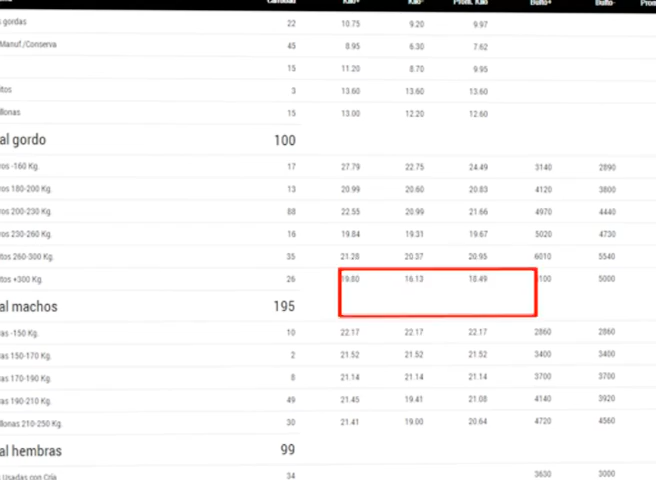 Kilo+ Kilo- Prom. Kilo Bulto+ Bulto-
gordas 22 10.75 9.20 9.97
Manuf./Conserva 45 8.95 6.30 7.62
15 11.20 8.70 9.95
3 13.60 13.60 13.60
15 13.00 12.20 12.60
al gordo 100
os -160 Kg. 17 27.79 22.75 24.49 3140 2890
ros 180-200 Kg. 13 20.99 20.60 20.83 4120 3800
ros 200-230 Kg. 88 22.55 20.99 21.66 4970 4440
ros 230-260 Kg. 16 19.84 19.31 19.67 5020 4730
tos 260-300 Kg. 35 21.28 20.37 20.95 6010 5540
tos +300 Kg. 26 19.80 16.13 18.49 100 5000
al machos 195
as -150 Kg. 10 22.17 22.17 22.17 2860 2860
as 150-170 Kg. 2 21.52 21.52 21.52 3400 3400
as 170-190 Kg. 8 21.14 21.14 21.14 3700 3700
as 190-210 Kg. 49 21.45 19.41 21.08 4140 3920
llonas 210-250 Kg. 30 21.41 19.00 20.64 4720 4560
al hembras 99
Usadas con Cría 34 3630 3000